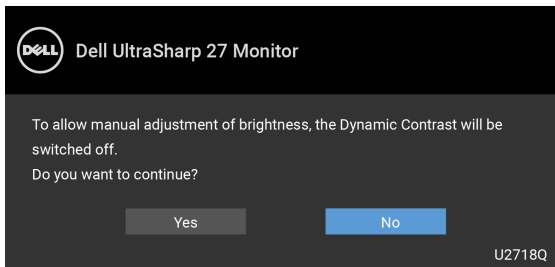 DELL
Dell UltraSharp 27 Monitor
To allow manual adjustment of brightness, the Dynamic Contrast will be
switched off.
Do you want to continue?
Yes
No
U2718Q